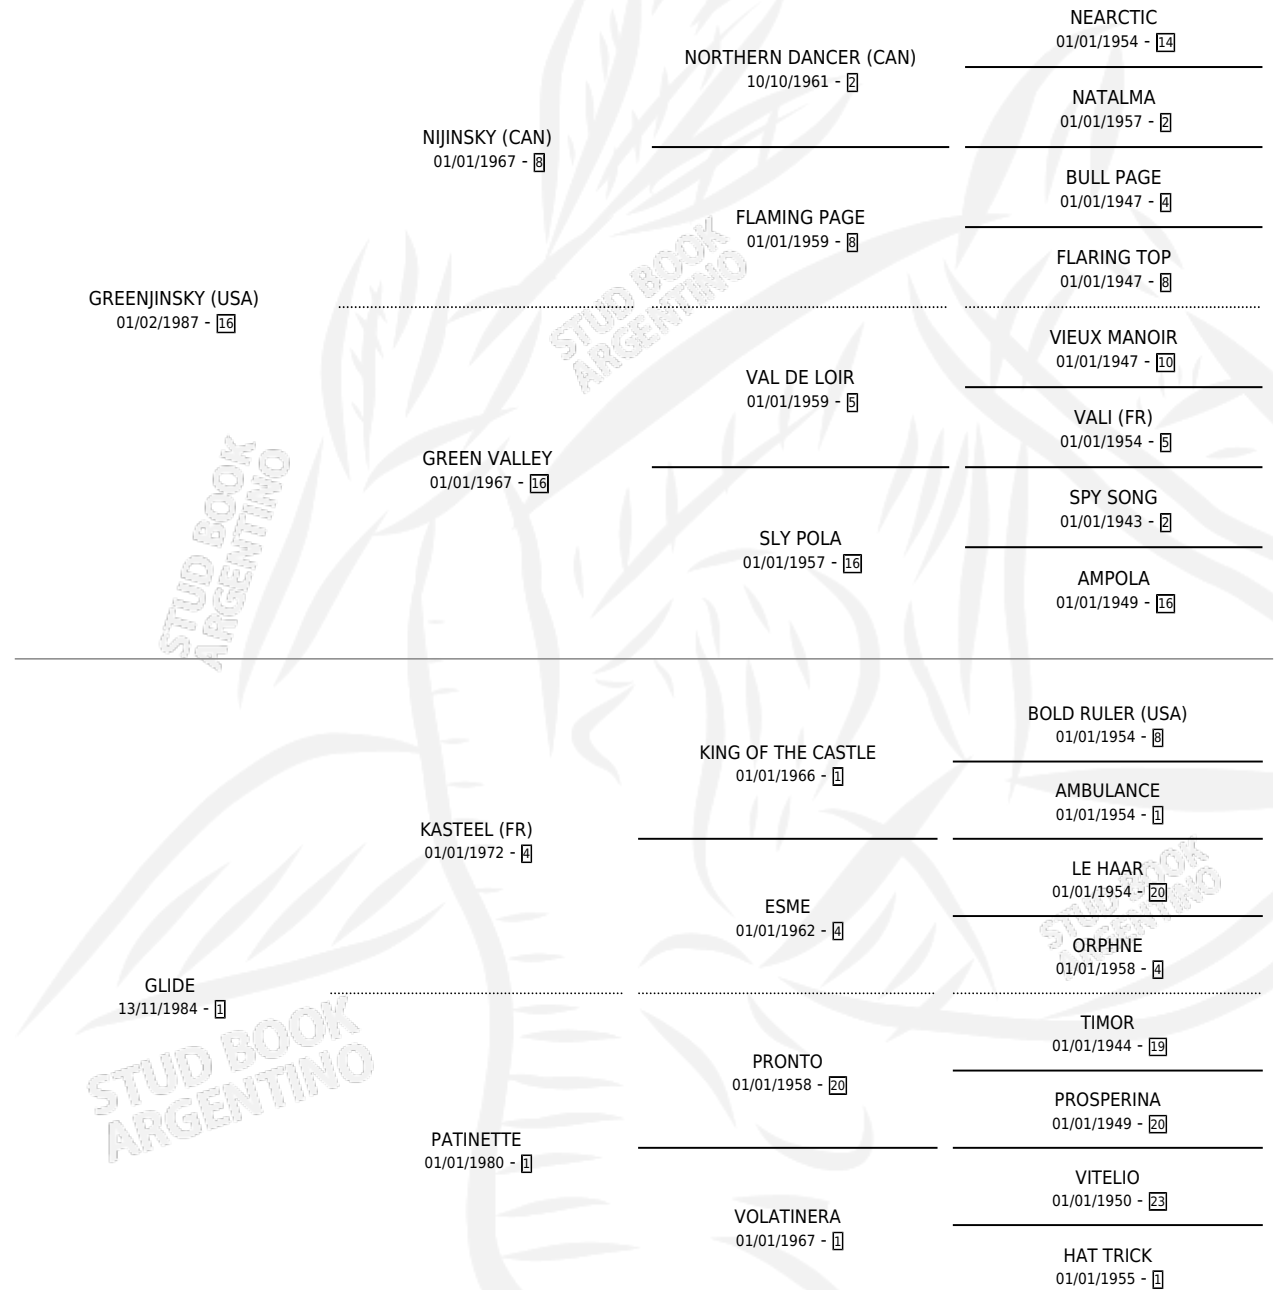 NEARCTIC
01/01/1954 - 14
NORTHERN DANCER (CAN)
10/10/1961 - 2
NATALMA
01/01/1957 - 2
NIJINSKY (CAN)
01/01/1967 - 8
BULL PAGE
01/01/1947 - 4
FLAMING PAGE
01/01/1959 - 8
FLARING TOP
01/01/1947 - 8
GREENJINSKY (USA)
01/02/1987 - 16
VIEUX MANOIR
01/01/1947 - 10
VAL DE LOIR
01/01/1959 - 5
VALI (FR)
01/01/1954 - 5
GREEN VALLEY
01/01/1967 - 16
SPY SONG
01/01/1943 - 2
SLY POLA
01/01/1957 - 16
AMPOLA
01/01/1949 - 16
BOLD RULER (USA)
01/01/1954 - 8
KING OF THE CASTLE
01/01/1966 - 1
AMBULANCE
01/01/1954 - 1
KASTEEL (FR)
01/01/1972 - 4
LE HAAR
01/01/1954 - 20
ESME
01/01/1962 - 4
ORPHNE
01/01/1958 - 4
GLIDE
13/11/1984 - 1
TIMOR
01/01/1944 - 19
PRONTO
01/01/1958 - 20
PROSPERINA
01/01/1949 - 20
PATINETTE
01/01/1980 - 1
VITELIO
01/01/1950 - 23
VOLATINERA
01/01/1967 - 1
HAT TRICK
01/01/1955 - 1
STUD BOOK
ARGENTINO
STUD BOOK
ARGENTINO
STUD BOOK
ARGENTINO
STUD BOOK
ARGENTINO